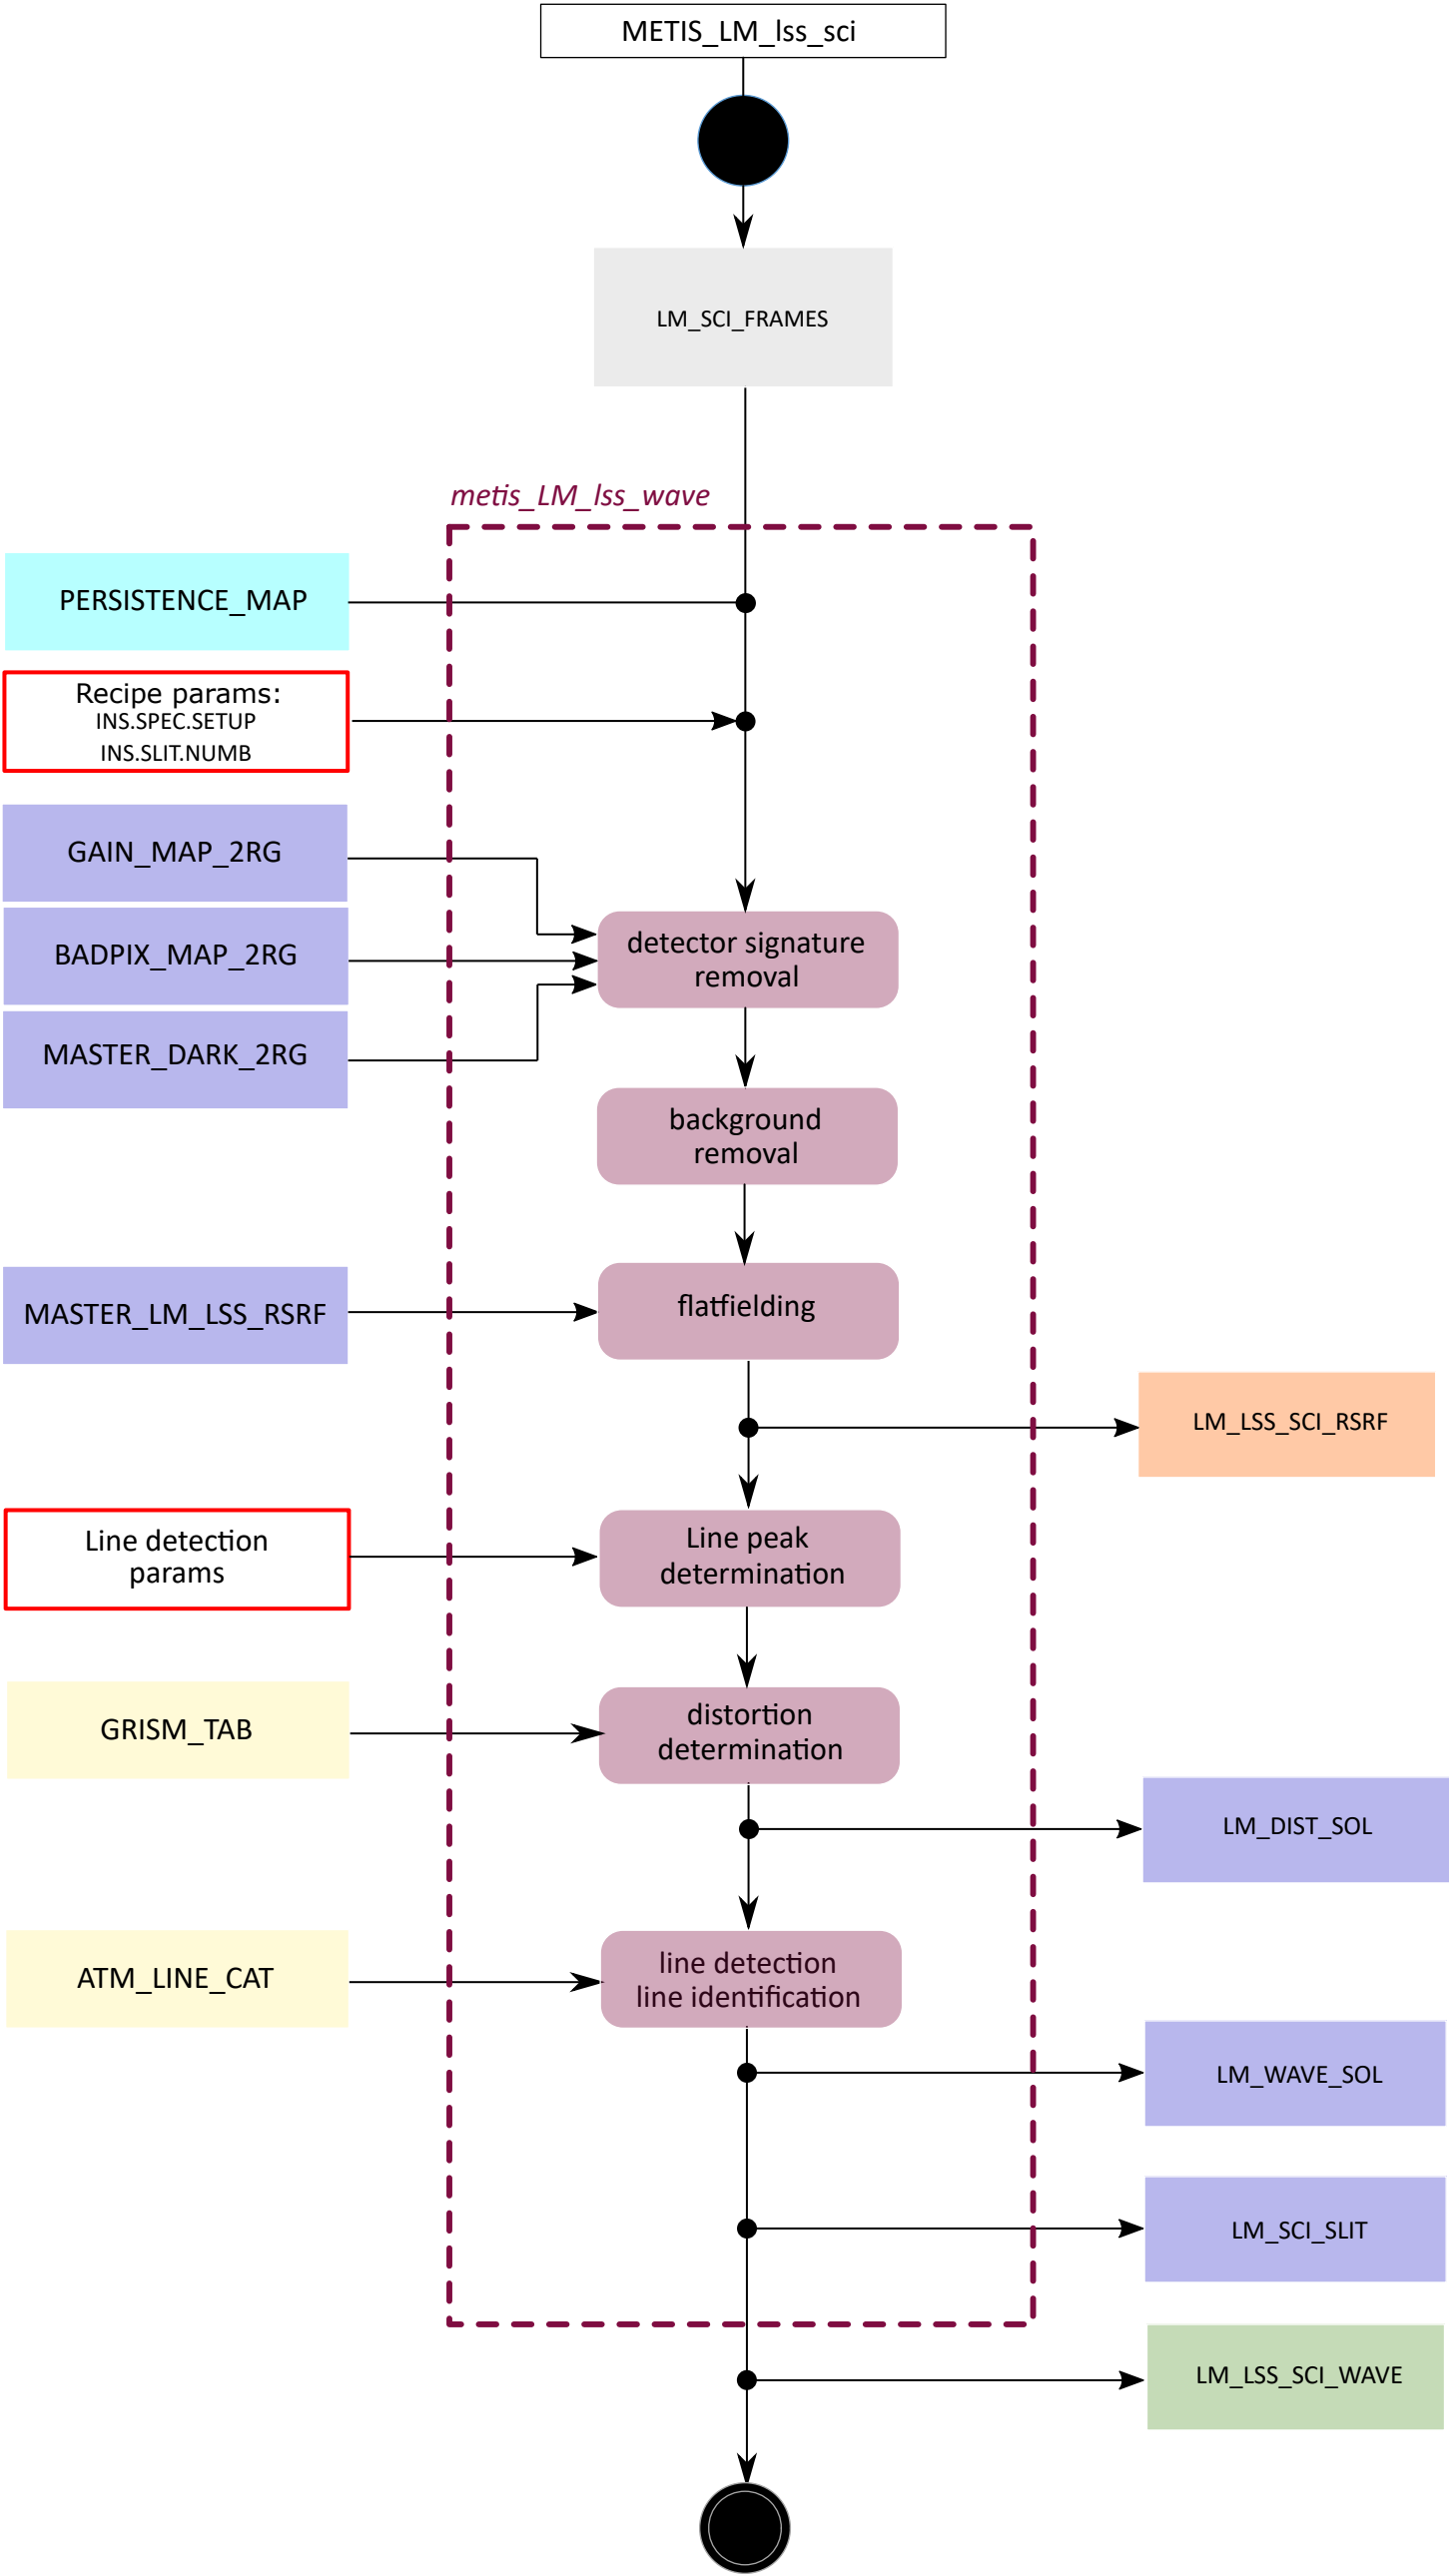 METIS_LM_lss_sci
LM_SCI_FRAMES
metis_LM_lss_wave
PERSISTENCE_MAP
Recipe params:
INS.SPEC.SETUP
INS.SLIT.NUMB
GAIN_MAP_2RG
BADPIX_MAP_2RG
MASTER_DARK_2RG
detector signature
removal
background
removal
MASTER_LM_LSS_RSRF
flatfielding
LM_LSS_SCI_RSRF
Line detection
params
Line peak
determination
GRISM_TAB
distortion
determination
LM_DIST_SOL
ATM_LINE_CAT
line detection
line identification
LM_WAVE_SOL
LM_SCI_SLIT
LM_LSS_SCI_WAVE